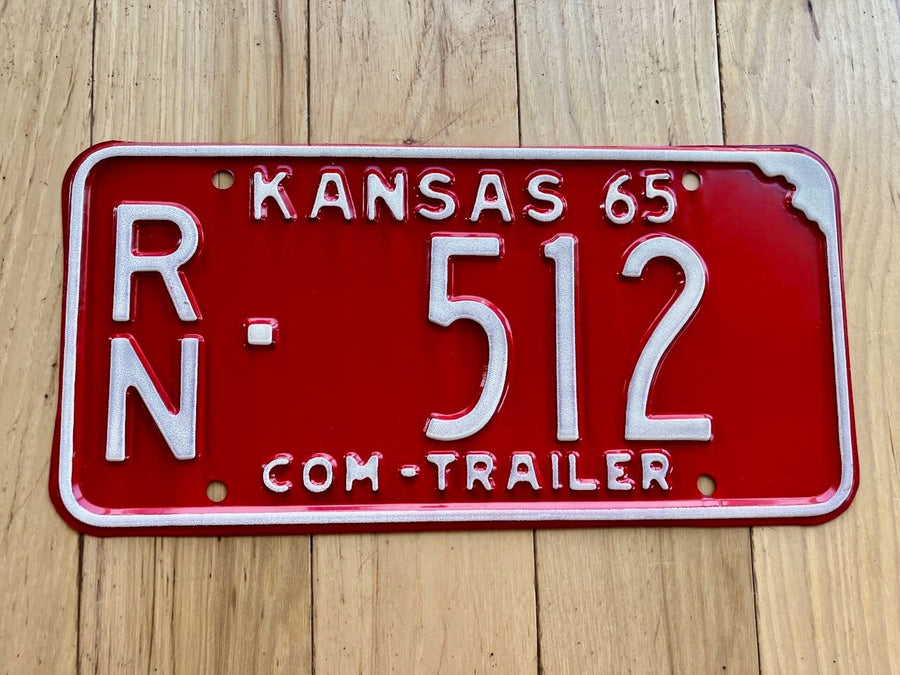 KANSAS 65
RN - 512
COM-TRAILER